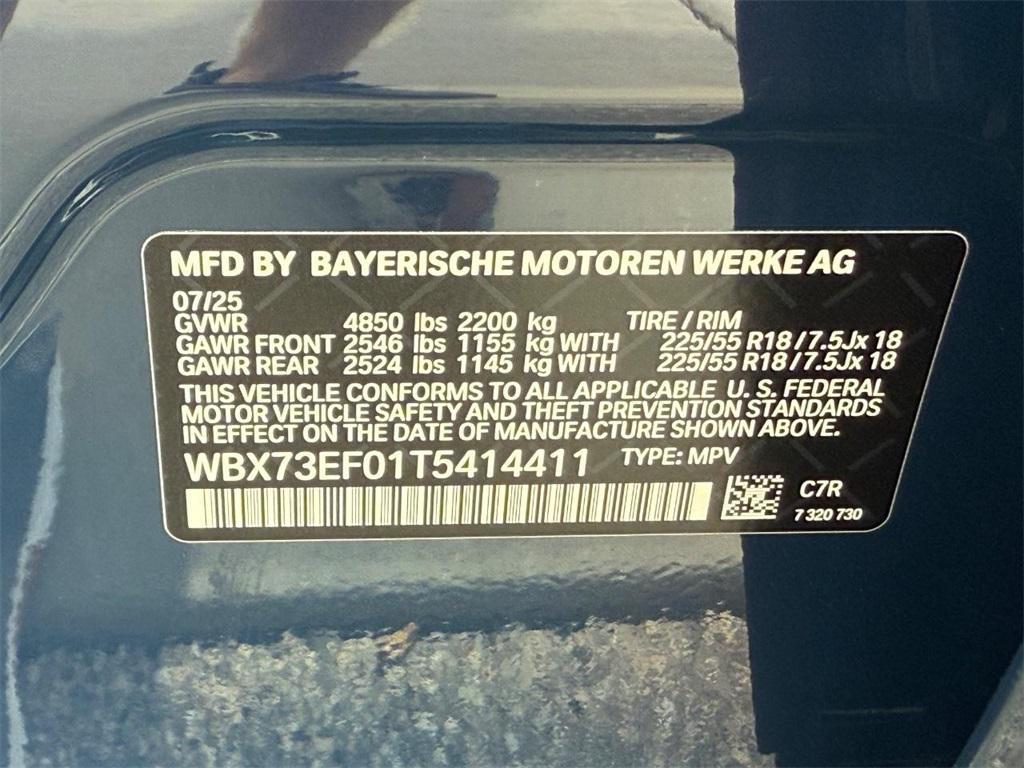 MFD BY BAYERISCHE MOTOREN WERKE AG
07/25
GVWR 4850 lbs 2200 kg TIRE / RIM
GAWR FRONT 2546 lbs 1155 kg WITH 225/55 R18 / 7.5Jx 18
GAWR REAR 2524 lbs 1145 kg WITH 225/55 R18 / 7.5Jx 18
THIS VEHICLE CONFORMS TO ALL APPLICABLE U. S. FEDERAL
MOTOR VEHICLE SAFETY AND THEFT PREVENTION STANDARDS
IN EFFECT ON THE DATE OF MANUFACTURE SHOWN ABOVE.
WBX73EF01T5414411 TYPE: MPV
C7R
7 320 730